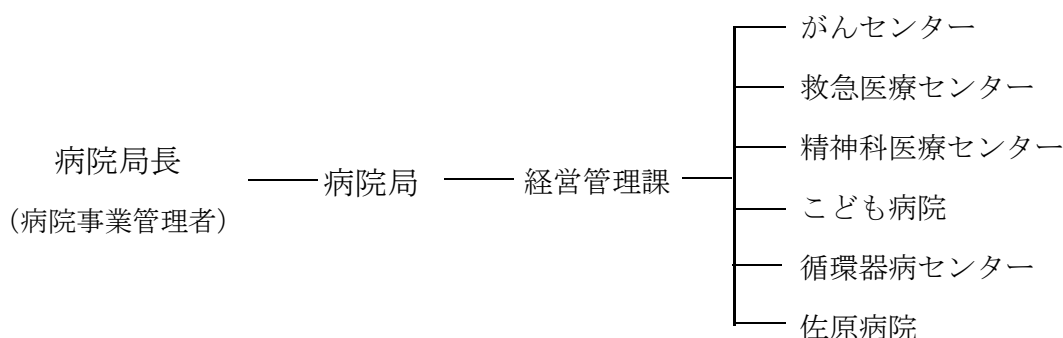 病院局長
（病院事業管理者）
病院局
経営管理課
がんセンター
救急医療センター
精神科医療センター
こども病院
循環器病センター
佐原病院